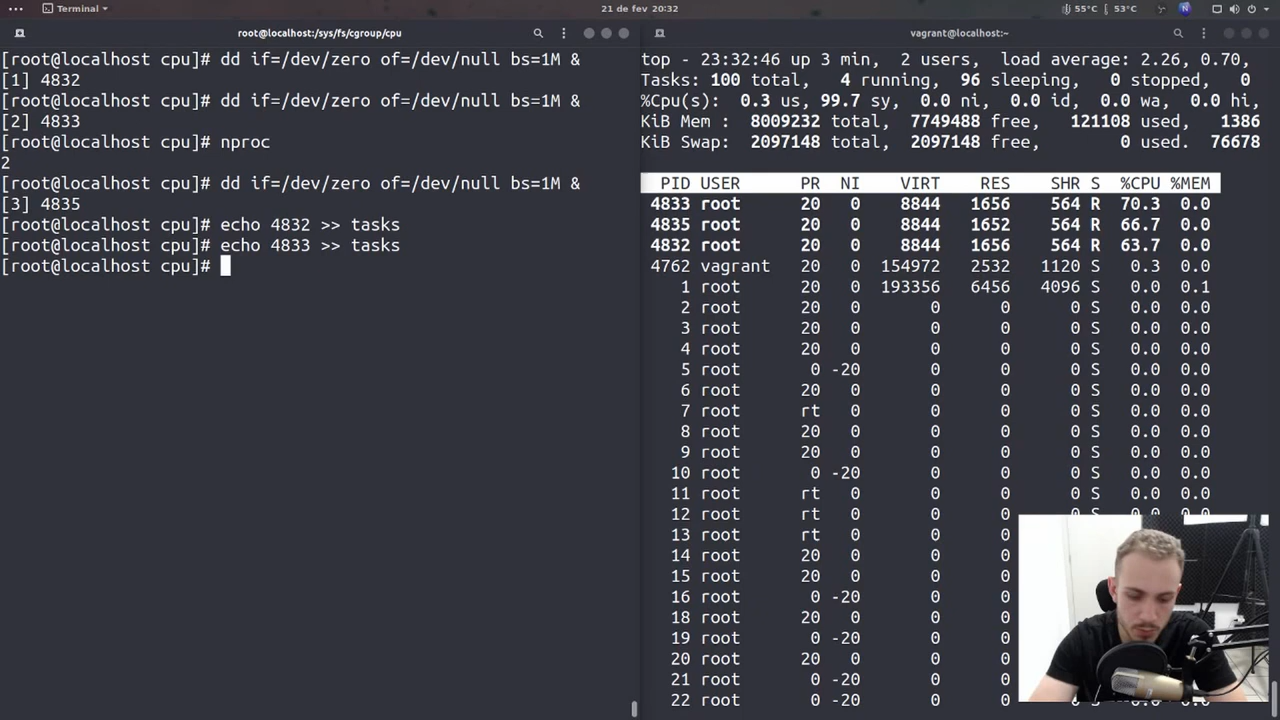 Terminal
21 de fev 20:32
55°C
53°C
root@localhost:/sys/fs/cgroup/cpu
[root@localhost cpu]# dd if=/dev/zero of=/dev/null bs=1M &
[1] 4832
[root@localhost cpu]# dd if=/dev/zero of=/dev/null bs=1M &
[2] 4833
[root@localhost cpu]# nproc
2
[root@localhost cpu]# dd if=/dev/zero of=/dev/null bs=1M &
[3] 4835
[root@localhost cpu]# echo 4832 >> tasks
[root@localhost cpu]# echo 4833 >> tasks
[root@localhost cpu]#
vagrant@localhost:~
top - 23:32:46 up 3 min, 2 users, load average: 2.26, 0.70,
Tasks: 100 total, 4 running, 96 sleeping, 0 stopped, 0
%Cpu(s): 0.3 us, 99.7 sy, 0.0 ni, 0.0 id, 0.0 wa, 0.0 hi,
KiB Mem : 8009232 total, 7749488 free, 121108 used, 1386
KiB Swap: 2097148 total, 2097148 free, 0 used. 76678
PID USER PR NI VIRT RES SHR S %CPU %MEM
4833 root 20 0 8844 1656 564 R 70.3 0.0
4835 root 20 0 8844 1652 564 R 66.7 0.0
4832 root 20 0 8844 1656 564 R 63.7 0.0
4762 vagrant 20 0 154972 2532 1120 S 0.3 0.0
1 root 20 0 193356 6456 4096 S 0.0 0.1
2 root 20 0 0 0 0 S 0.0 0.0
3 root 20 0 0 0 0 S 0.0 0.0
4 root 20 0 0 0 0 S 0.0 0.0
5 root 0 -20 0 0 0 S 0.0 0.0
6 root 20 0 0 0 0 S 0.0 0.0
7 root rt 0 0 0 0 S 0.0 0.0
8 root 20 0 0 0 0 S 0.0 0.0
9 root 20 0 0 0 0 S 0.0 0.0
10 root 0 -20 0 0 0 S 0.0 0.0
11 root rt 0 0 0 0 S 0.0 0.0
12 root rt 0 0 0 0 S 0.0 0.0
13 root rt 0 0 0
14 root 20 0 0 0
15 root 20 0 0 0
16 root 0 -20 0 0
18 root 20 0 0 0
19 root 0 -20 0 0
20 root 20 0 0 0
21 root 0 -20 0 0
22 root 0 -20 0 0 0 S 0.0 0.0